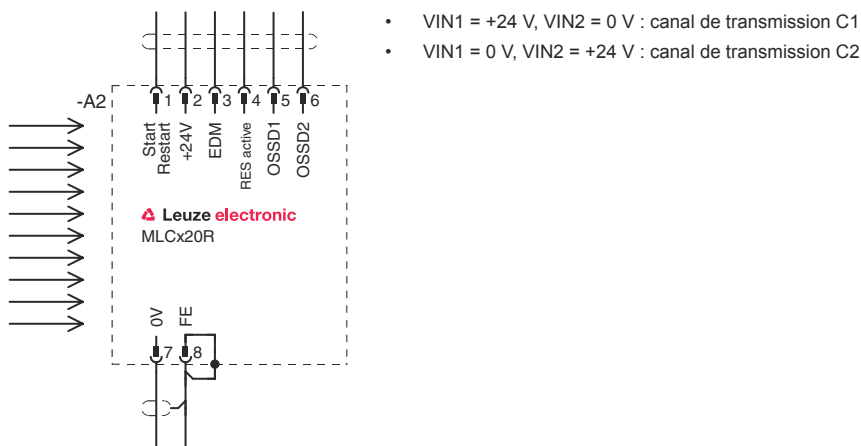 • VIN1 = +24 V, VIN2 = 0 V : canal de transmission C1
• VIN1 = 0 V, VIN2 = +24 V : canal de transmission C2
-A2
1 2 3 4 5 6
Start
Restart
+24V
EDM
RES active
OSSD1
OSSD2
Leuze electronic
MLCx20R
0V
FE
7 8